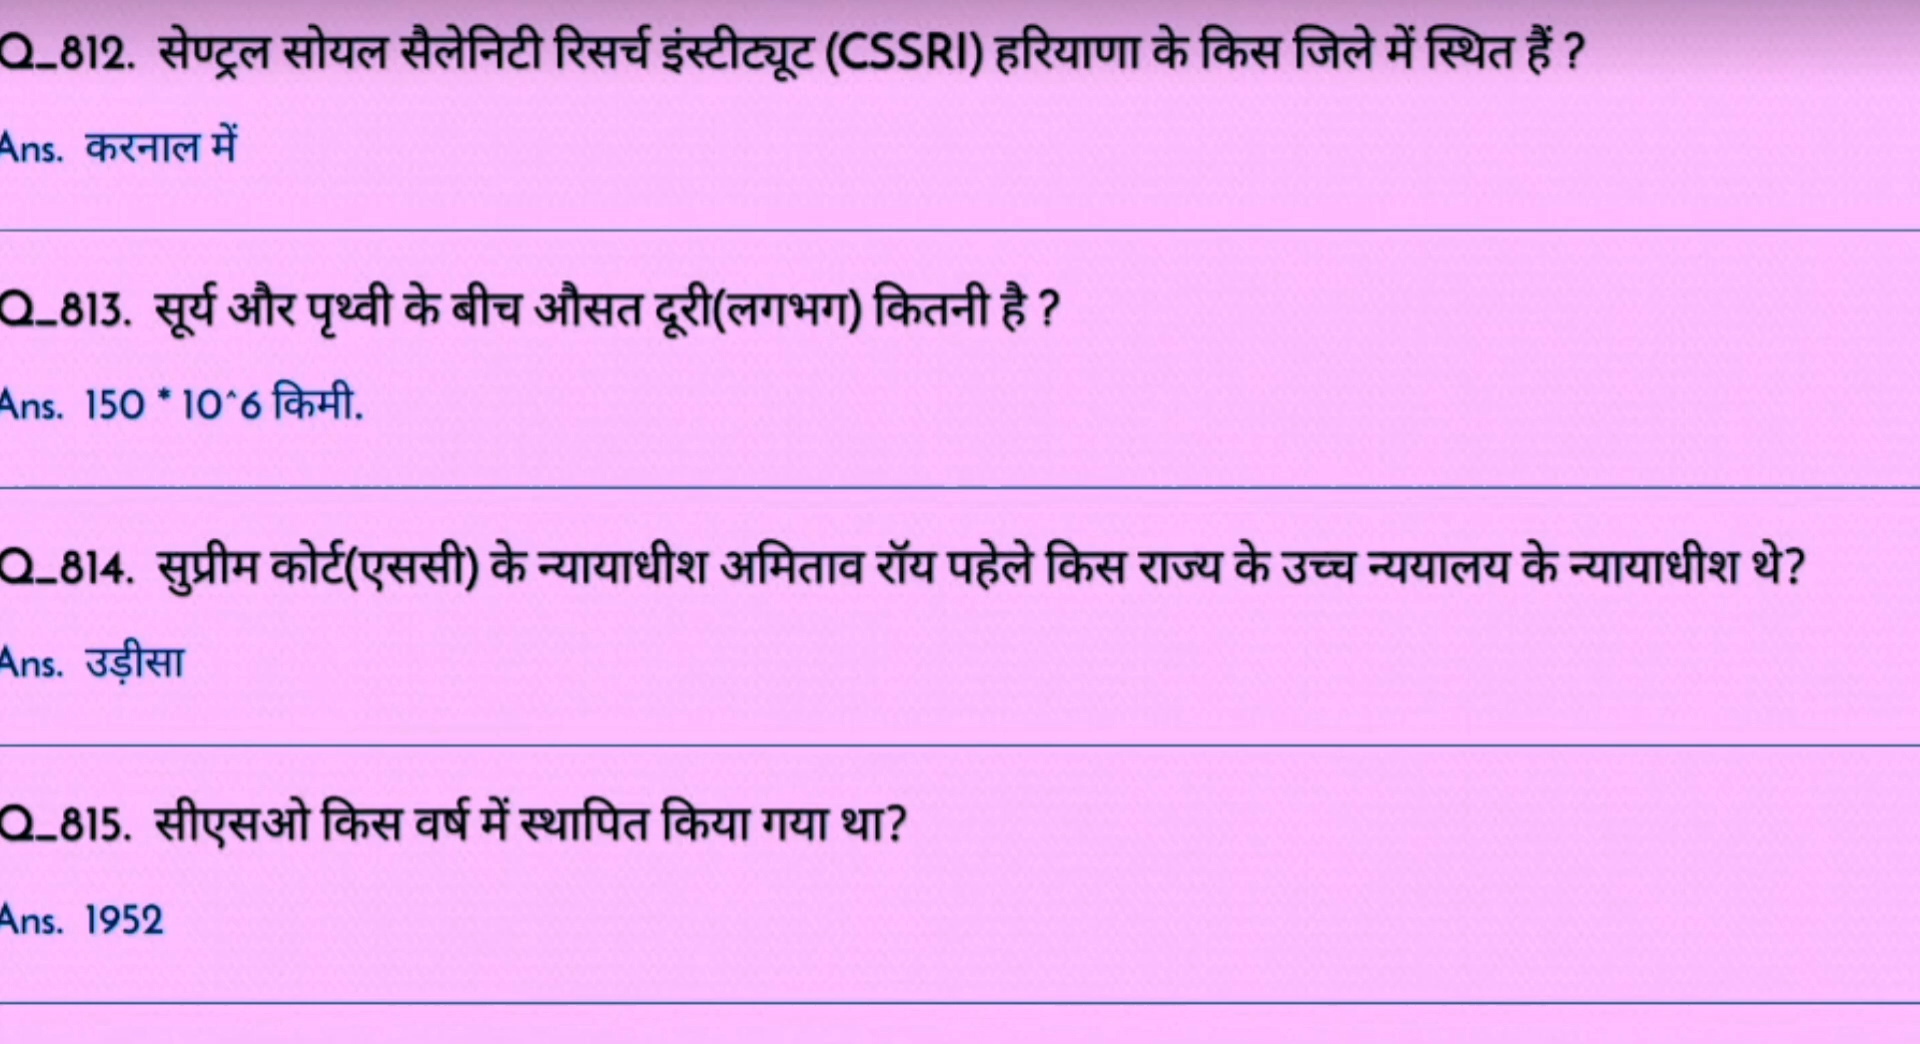 Q_812. सेण्ट्रल सोयल सैलेनिटी रिसर्च इंस्टीट्यूट (CSSRI) हरियाणा के किस जिले में स्थित हैं ?
Ans. करनाल में
Q_813. सूर्य और पृथ्वी के बीच औसत दूरी(लगभग) कितनी है ?
Ans. 150 * 10^6 किमी.
Q_814. सुप्रीम कोर्ट(एससी) के न्यायाधीश अमिताव रॉय पहेले किस राज्य के उच्च न्ययालय के न्यायाधीश थे?
Ans. उड़ीसा
Q_815. सीएसओ किस वर्ष में स्थापित किया गया था?
Ans. 1952